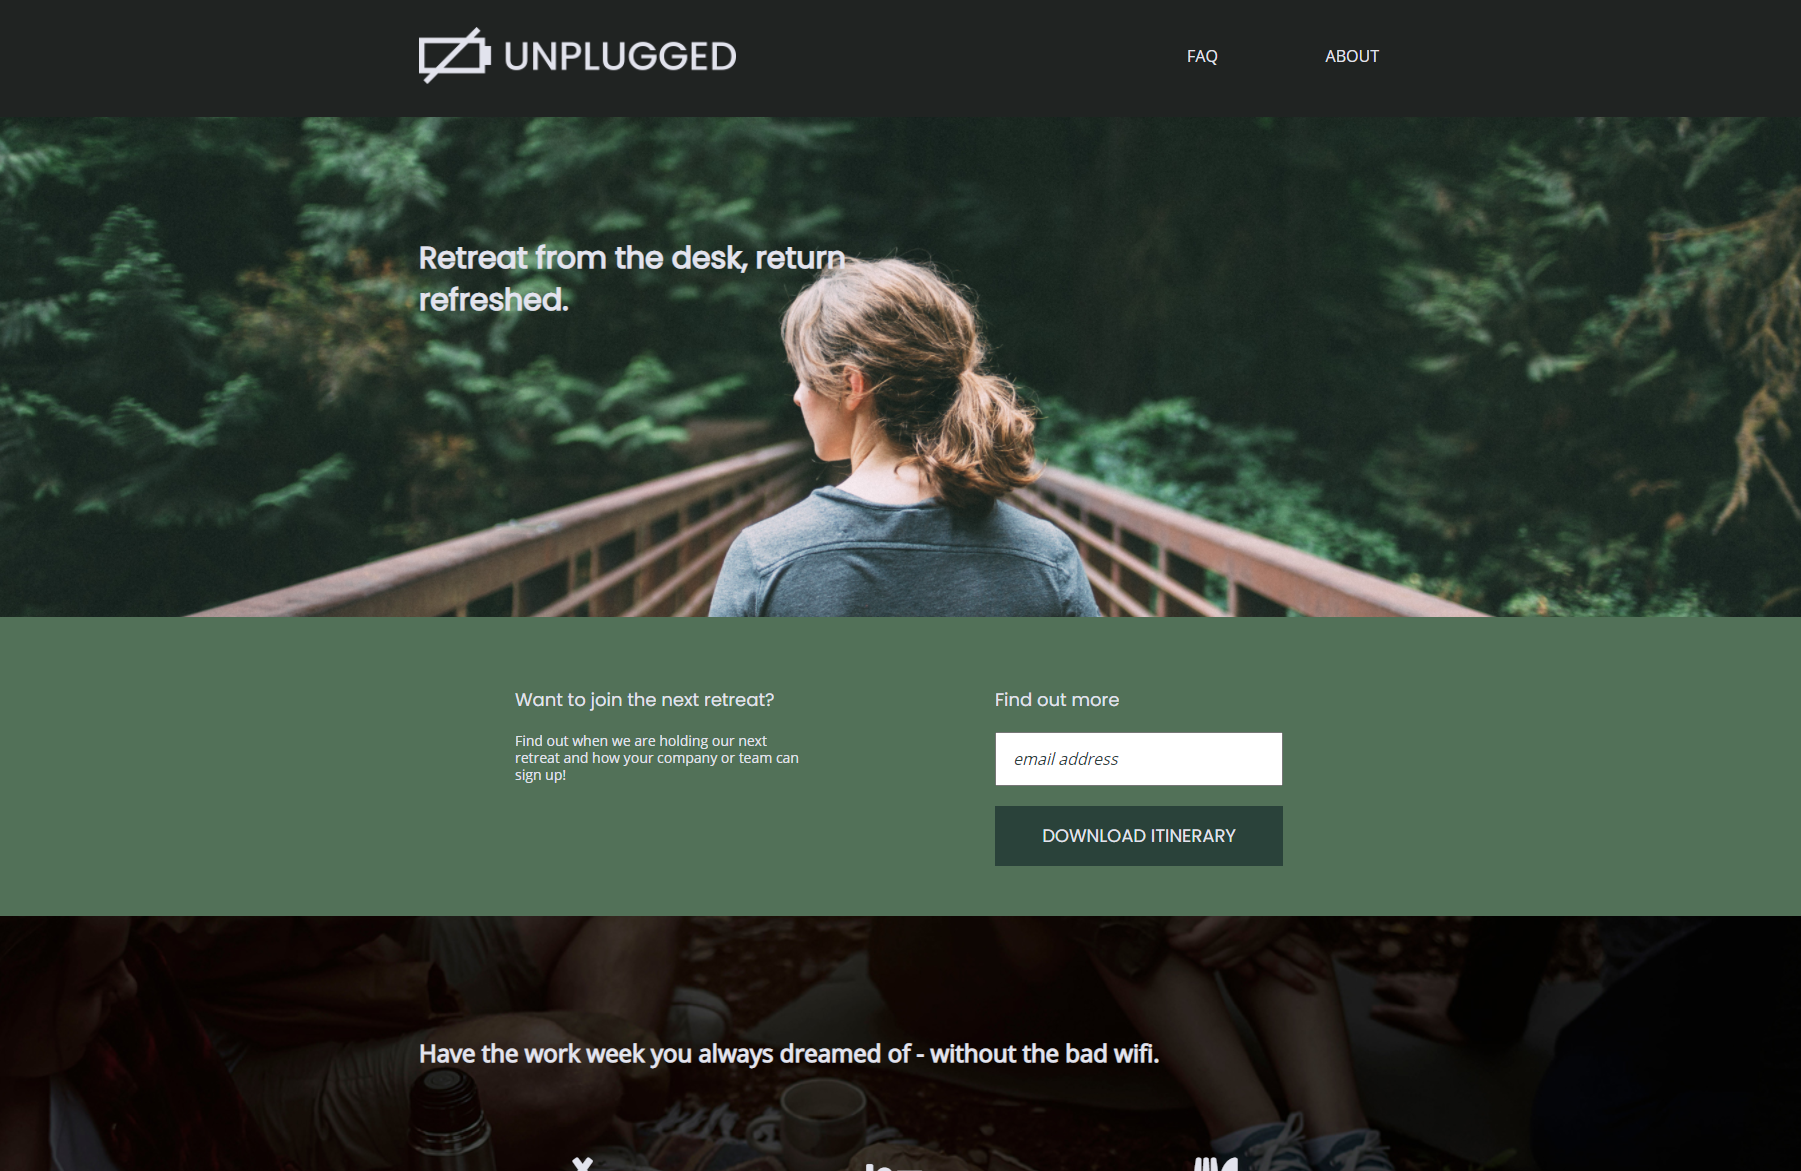 UNPLUGGED
FAQ
ABOUT
Retreat from the desk, return
refreshed.
Want to join the next retreat?
Find out when we are holding our next
retreat and how your company or team can
sign up!
Find out more
email address
DOWNLOAD ITINERARY
Have the work week you always dreamed of - without the bad wifi.